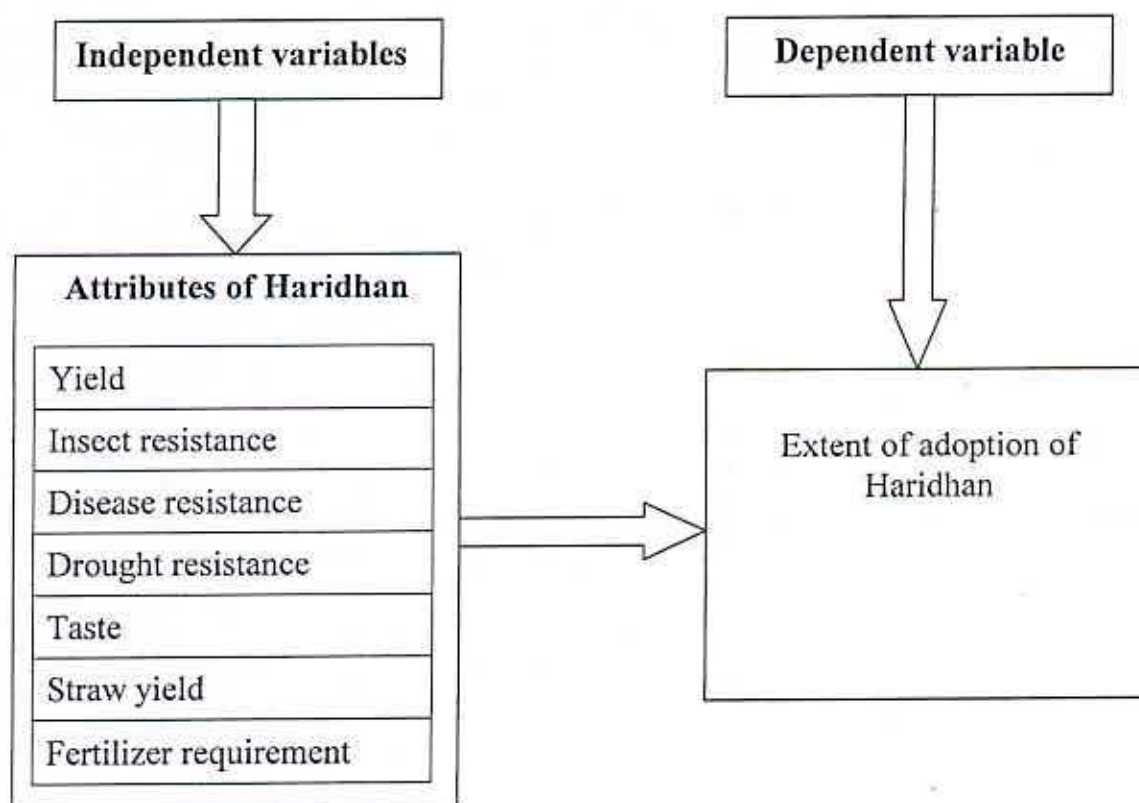 Independent variables
Dependent variable
Attributes of Haridhan
Yield
Insect resistance
Disease resistance
Drought resistance
Taste
Straw yield
Fertilizer requirement
Extent of adoption of
Haridhan